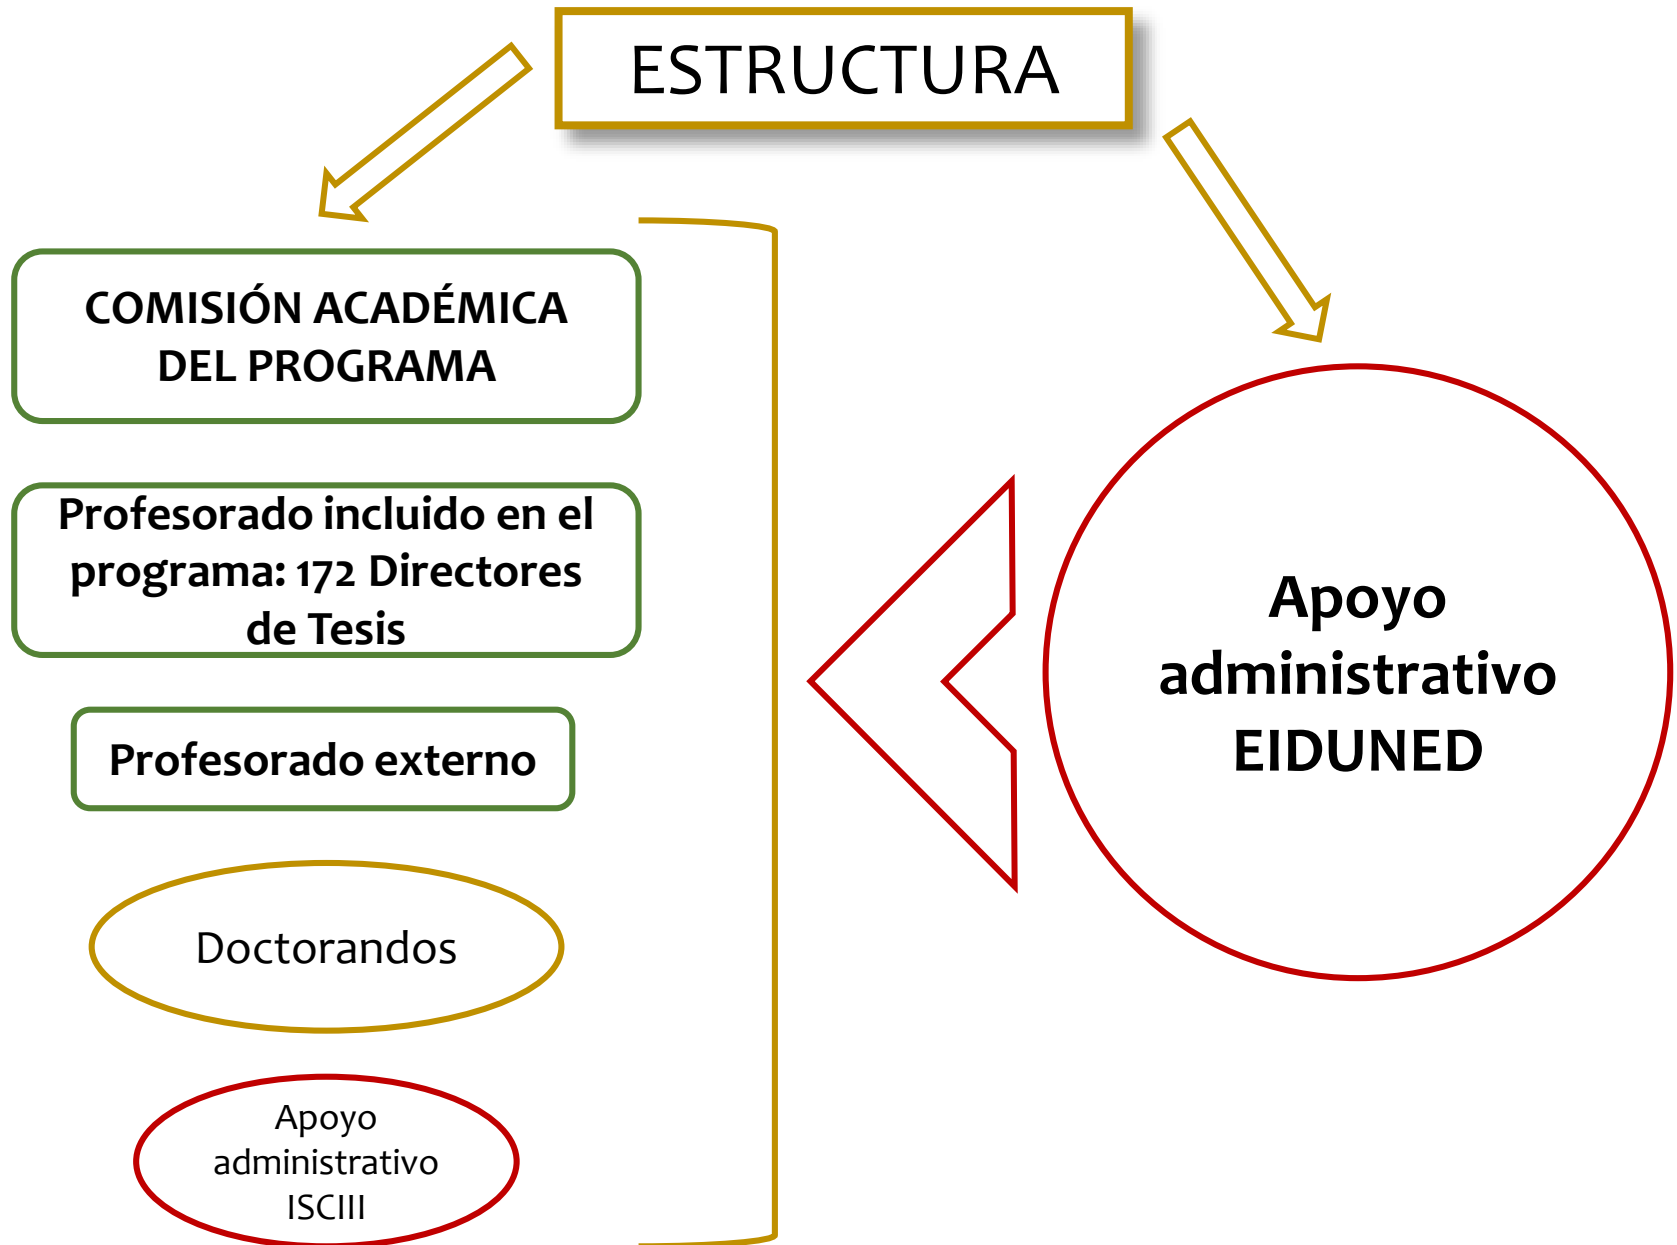 ESTRUCTURA
COMISIÓN ACADÉMICA
DEL PROGRAMA
Profesorado incluido en el
programa: 172 Directores
de Tesis
Profesorado externo
Doctorandos
Apoyo
administrativo
ISCIII
Apoyo
administrativo
EIDUNED